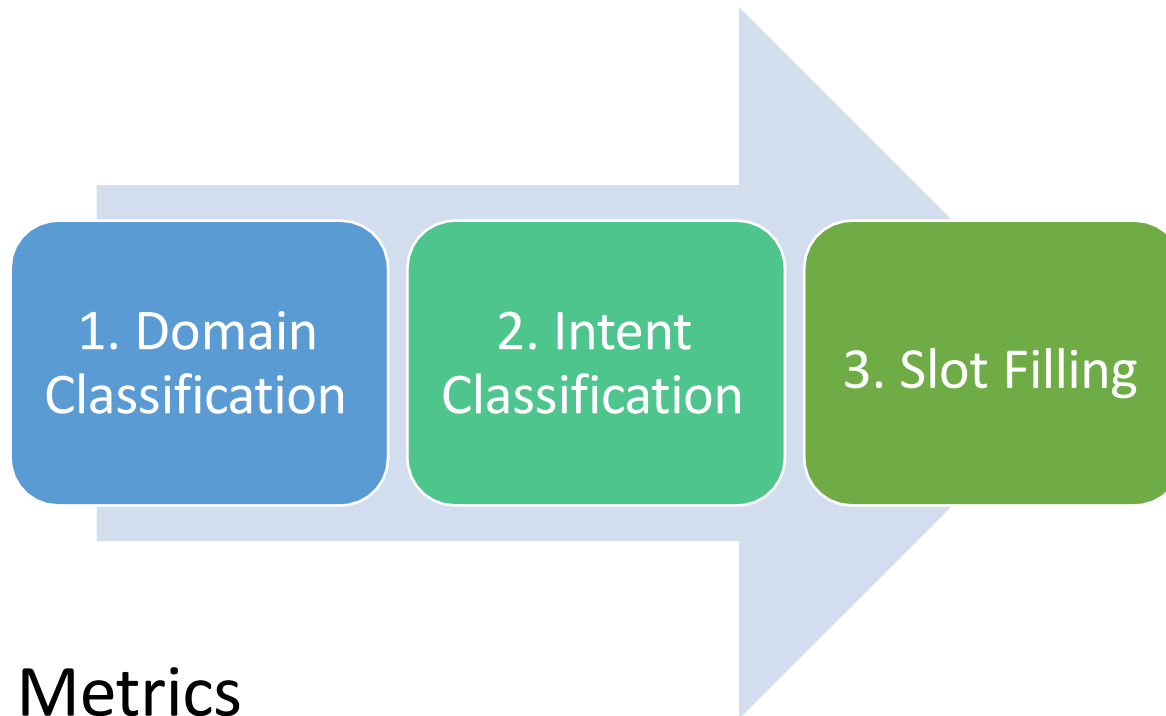 1. Domain
Classification
2. Intent
Classification
3. Slot Filling
Metrics